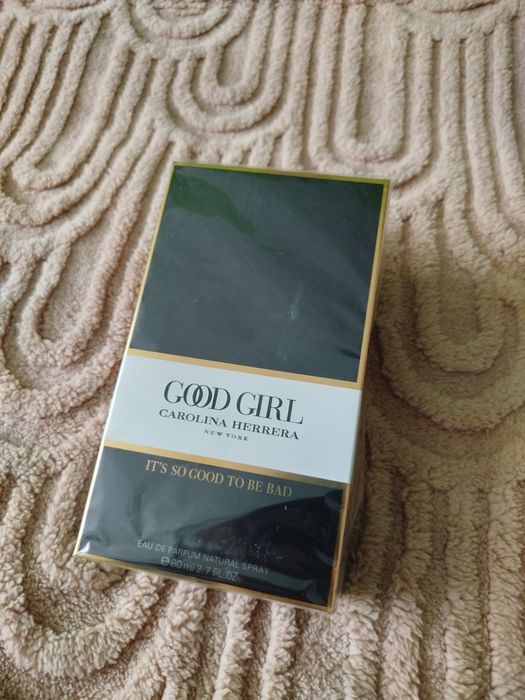 GOOD GIRL
CAROLINA HERRERA
NEW YORK
IT'S SO GOOD TO BE BAD
EAU DE PARFUM NATURAL SPRAY
℮80ml 2.7 FL.OZ